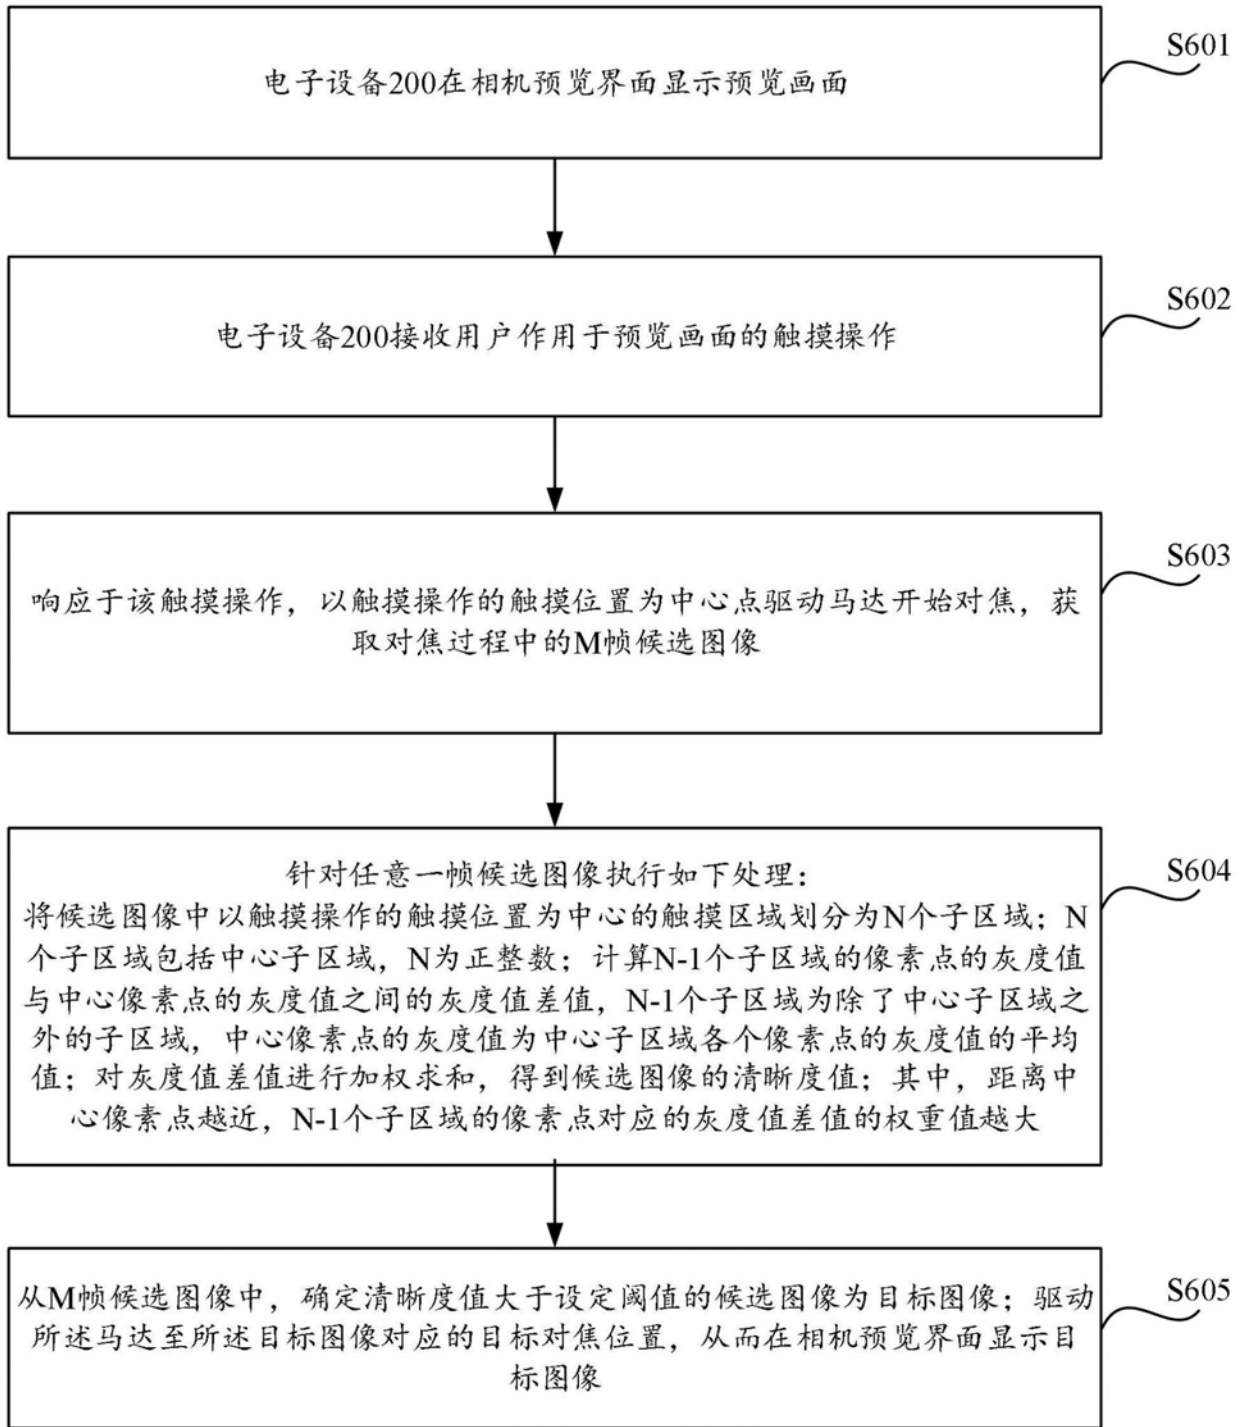 电子设备200在相机预览界面显示预览画面
S601
电子设备200接收用户作用于预览画面的触摸操作
S602
响应于该触摸操作，以触摸操作的触摸位置为中心点驱动马达开始对焦，获
取对焦过程中的M帧候选图像
S603
针对任意一帧候选图像执行如下处理：
将候选图像中以触摸操作的触摸位置为中心的触摸区域划分为N个子区域；N
个子区域包括中心子区域，N为正整数；计算N-1个子区域的像素点的灰度值
与中心像素点的灰度值之间的灰度值差值，N-1个子区域为除了中心子区域之
外的子区域，中心像素点的灰度值为中心子区域各个像素点的灰度值的平均
值；对灰度值差值进行加权求和，得到候选图像的清晰度值；其中，距离中
心像素点越近，N-1个子区域的像素点对应的灰度值差值的权重值越大
S604
从M帧候选图像中，确定清晰度值大于设定阈值的候选图像为目标图像；驱动
所述马达至所述目标图像对应的目标对焦位置，从而在相机预览界面显示目
标图像
S605